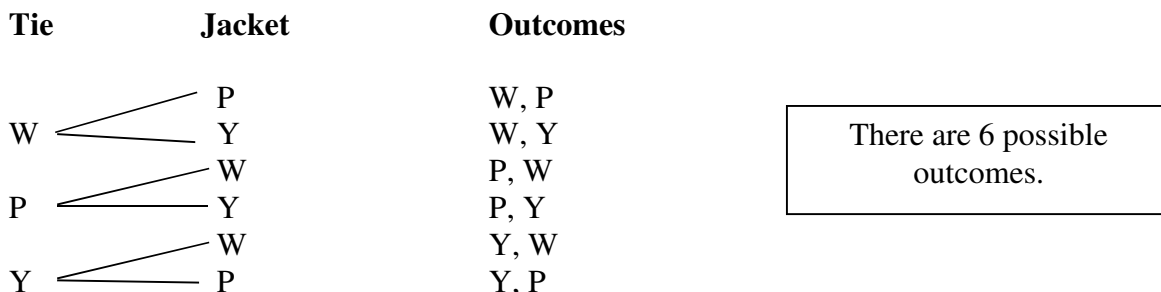 Tie Jacket Outcomes
P W, P
W Y W, Y
W P, W
P Y P, Y
W Y, W
Y P Y, P
There are 6 possible
outcomes.